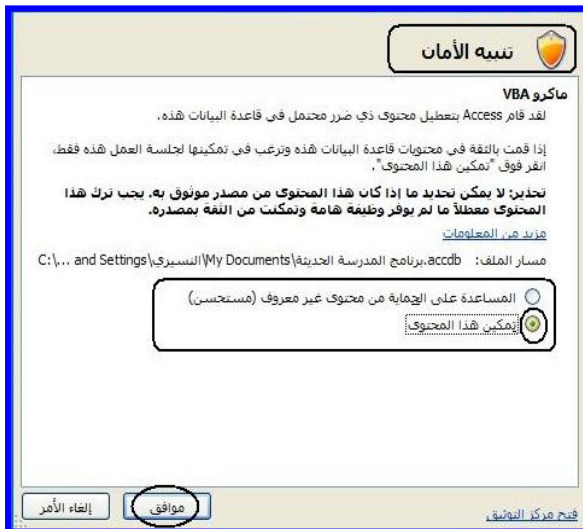 تنبيه الأمان
ماكرو VBA
لقد قام Access بتعطيل محتوى ذي ضرر محتمل في قاعدة البيانات هذه.
إذا قمت بالثقة في محتويات قاعدة البيانات هذه وترغب في تمكينها لجلسة العمل هذه فقط،
انقر فوق "تمكين هذا المحتوى".
تحذير: لا يمكن تحديد ما إذا كان هذا المحتوى من مصدر موثوق به. يجب ترك هذا
المحتوى معطلاً ما لم يوفر وظيفة هامة وتمكنت من الثقة بمصدره.
مزيد من المعلومات
مسار الملف: C:\... and Settings\النسيري\My Documents\برنامج المدرسة الحديثة.accdb
المساعدة على الحماية من محتوى غير معروف (مستحسن)
تمكين هذا المحتوى
فتح مركز التوثيق
موافق
إلغاء الأمر